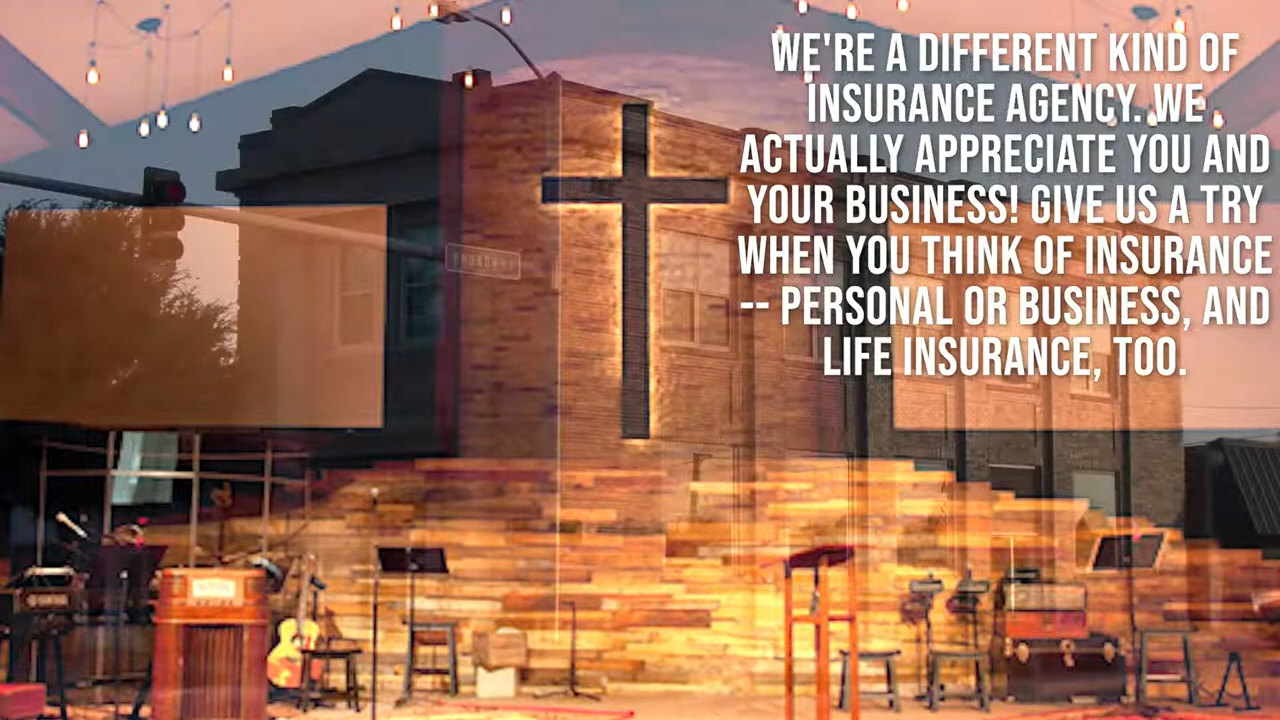 WE'RE A DIFFERENT KIND OF
INSURANCE AGENCY. WE
ACTUALLY APPRECIATE YOU AND
YOUR BUSINESS! GIVE US A TRY
WHEN YOU THINK OF INSURANCE
-- PERSONAL OR BUSINESS, AND
LIFE INSURANCE, TOO.
BROADWAY